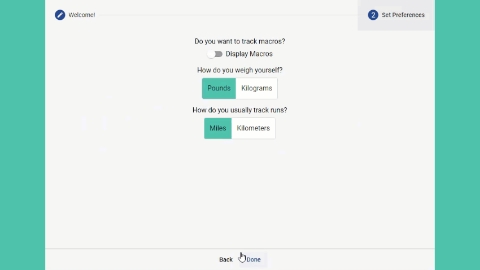 Welcome!
2 Set Preferences
Do you want to track macros?
Display Macros
How do you weigh yourself?
Pounds Kilograms
How do you usually track runs?
Miles Kilometers
Back Done